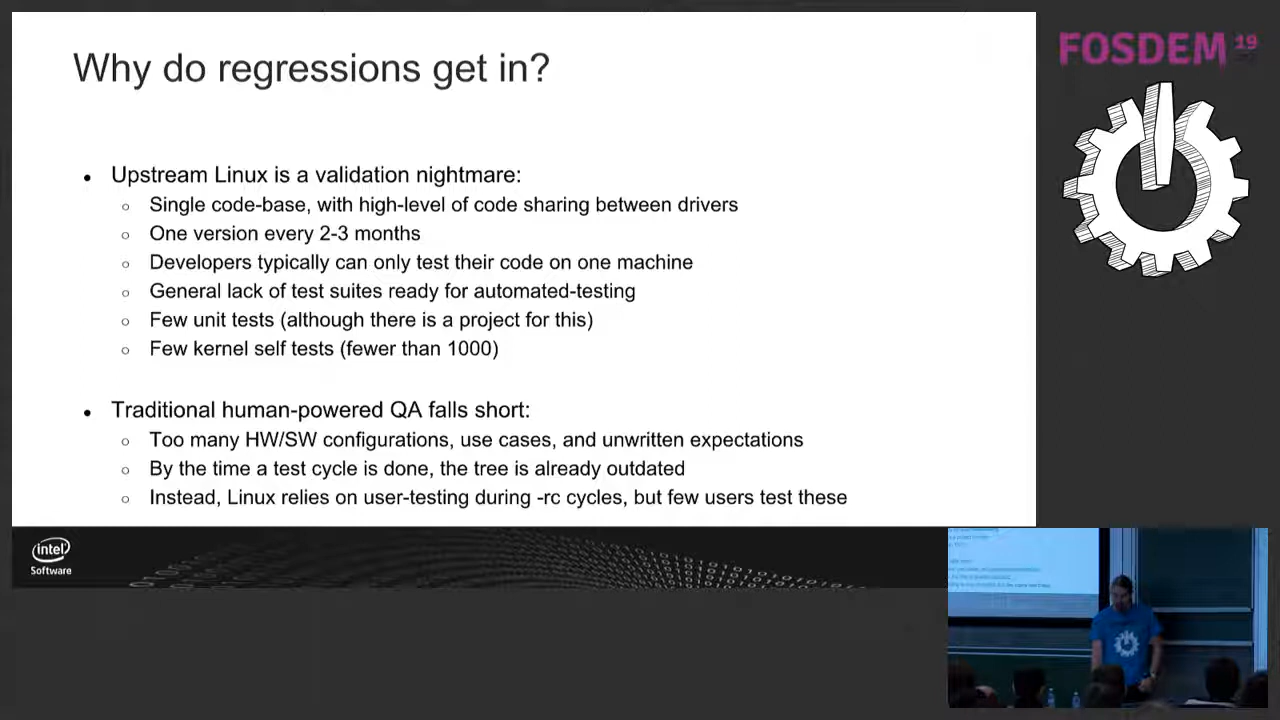 Why do regressions get in?
FOSDEM 19
● Upstream Linux is a validation nightmare:
○ Single code-base, with high-level of code sharing between drivers
○ One version every 2-3 months
○ Developers typically can only test their code on one machine
○ General lack of test suites ready for automated-testing
○ Few unit tests (although there is a project for this)
○ Few kernel self tests (fewer than 1000)
● Traditional human-powered QA falls short:
○ Too many HW/SW configurations, use cases, and unwritten expectations
○ By the time a test cycle is done, the tree is already outdated
○ Instead, Linux relies on user-testing during -rc cycles, but few users test these
intel
Software